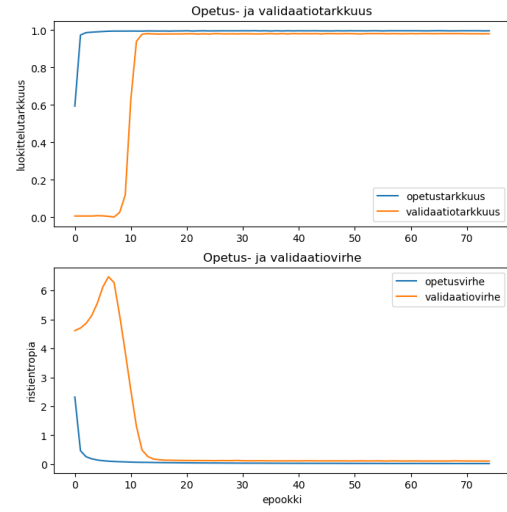 Opetus- ja validaatiotarkkuus
1.0
0.8
0.6
0.4
0.2
0.0
luokittelutarkkuus
opetustarkkuus
validaatiotarkkuus
0 10 20 30 40 50 60 70
Opetus- ja validaatiovirhe
6
5
4
3
2
1
0
ristientropia
opetusvirhe
validaatiovirhe
0 10 20 30 40 50 60 70
epookki